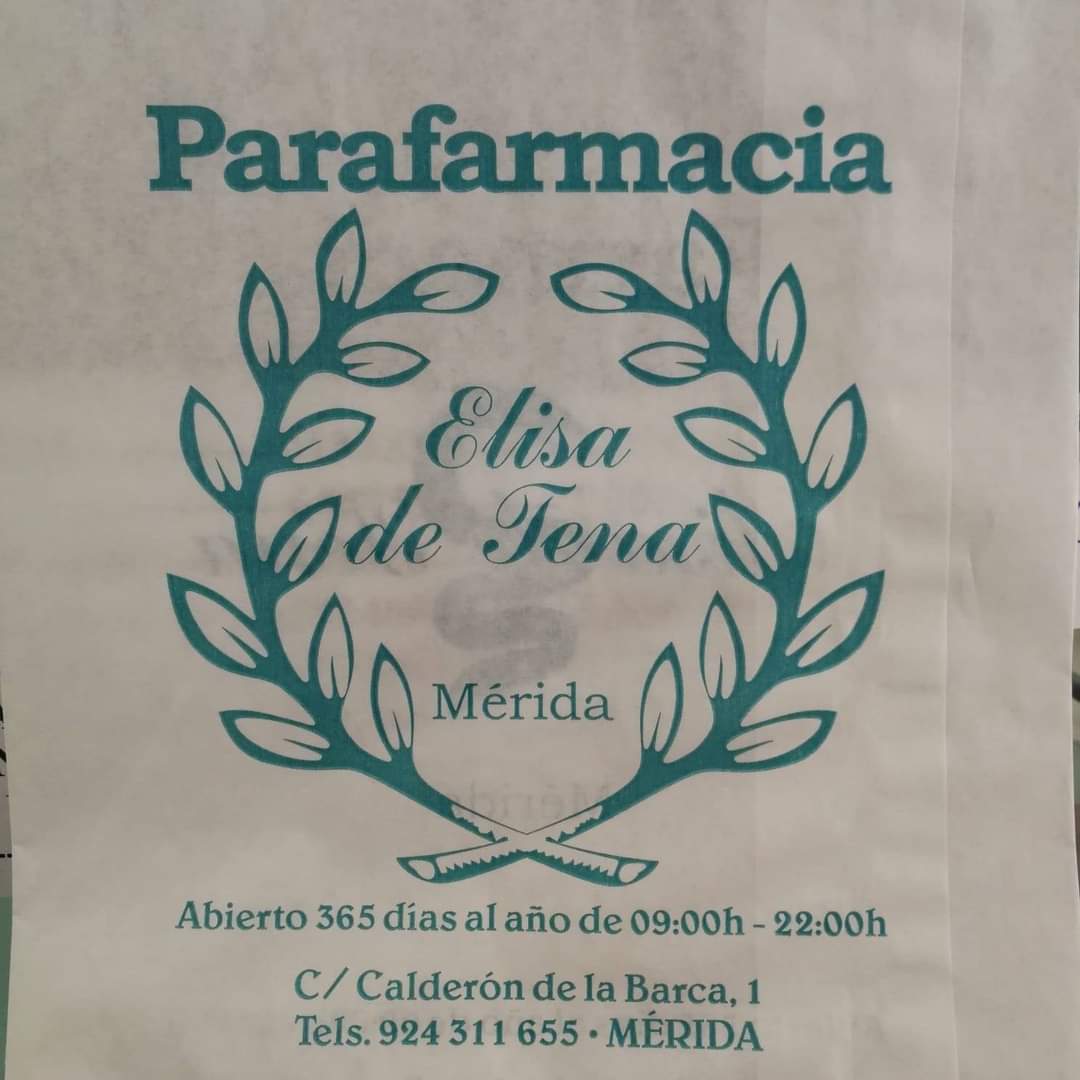 Parafarmacia
Elisa
de Tena
Mérida
Abierto 365 días al año de 09:00h - 22:00h
C/ Calderón de la Barca, 1
Tels. 924 311 655 · MÉRIDA